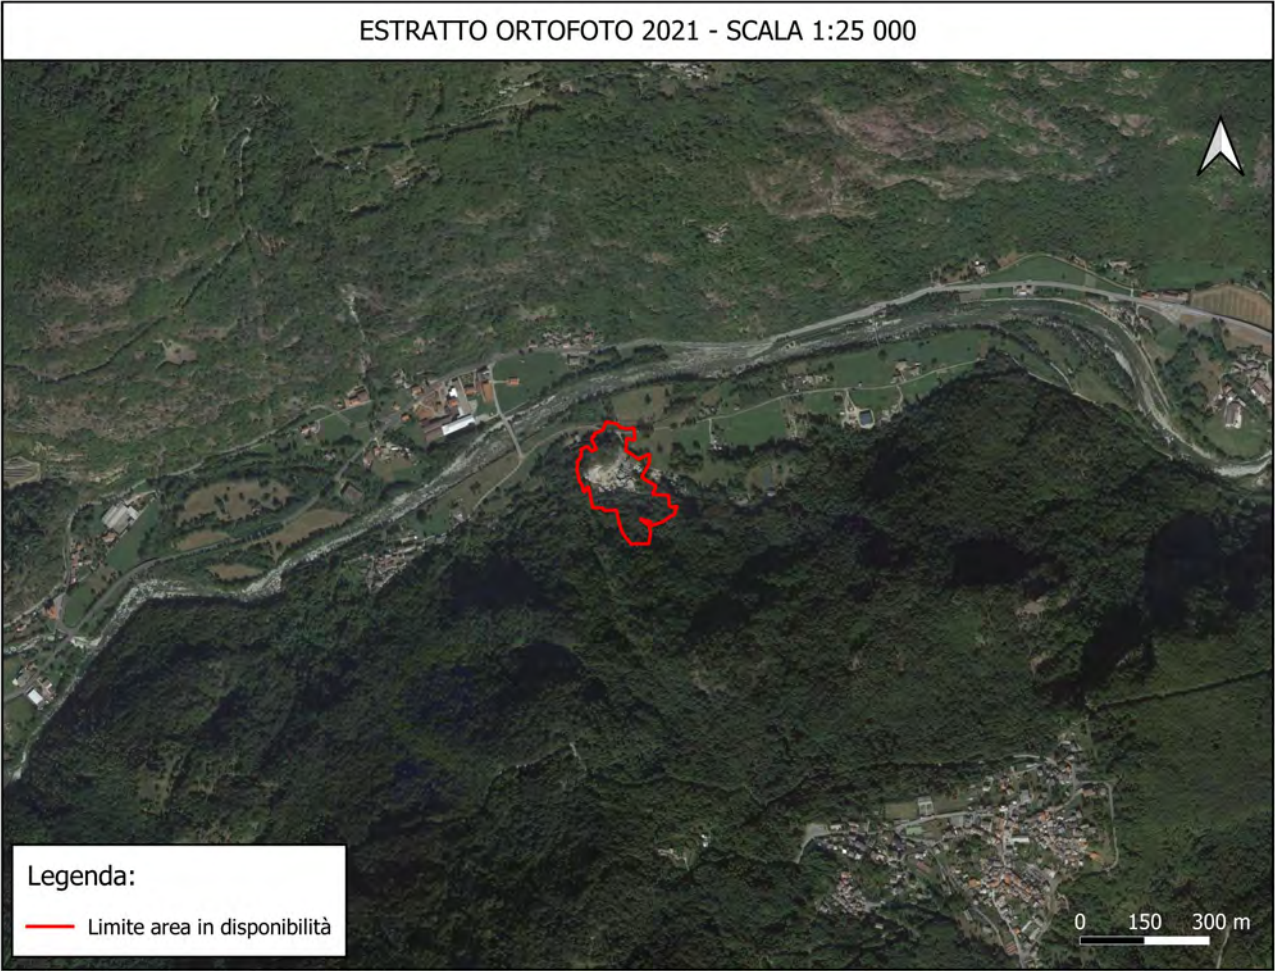 ESTRATTO ORTOFOTO 2021 - SCALA 1:25 000
Legenda:
Limite area in disponibilità
0 150 300 m